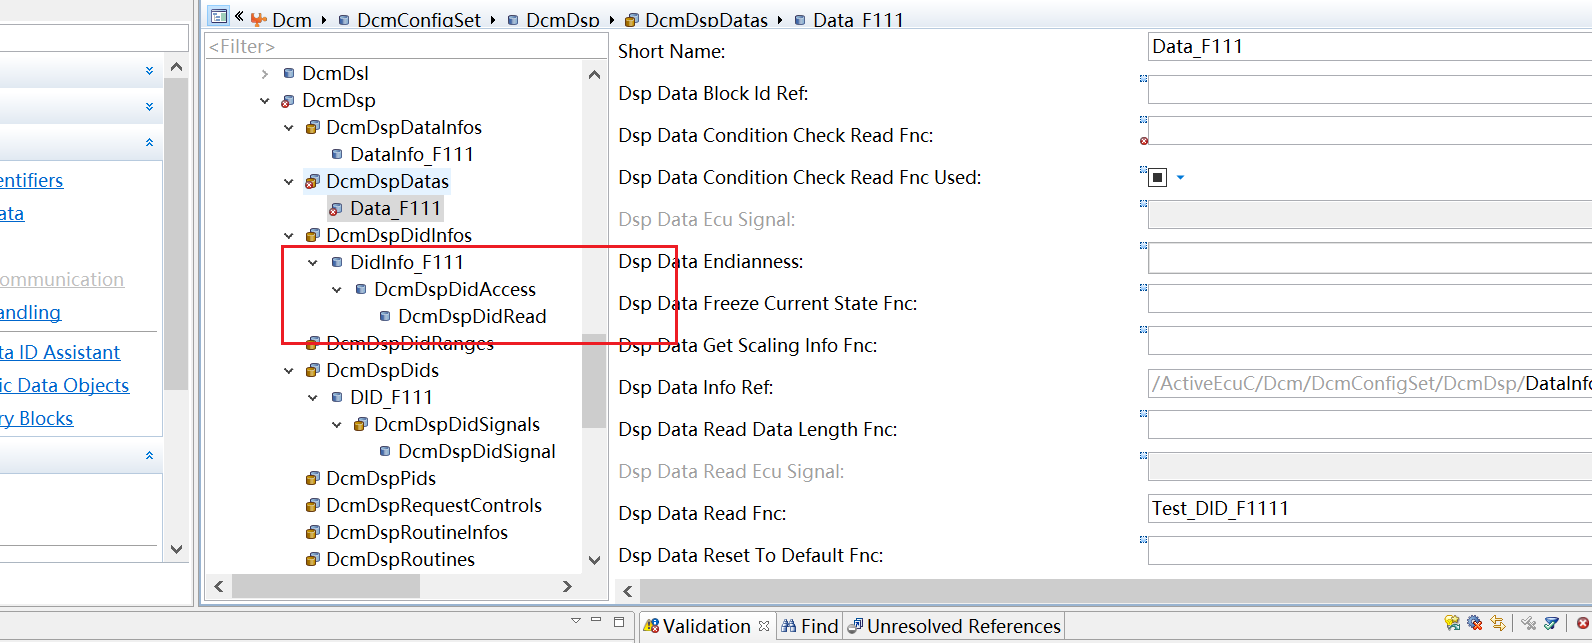 Dcm DcmConfigSet DcmDsp DcmDspDatas Data_F111
<Filter>
DcmDsl
DcmDsp
DcmDspDataInfos
DataInfo_F111
DcmDspDatas
Data_F111
DcmDspDidInfos
DidInfo_F111
DcmDspDidAccess
DcmDspDidRead
DcmDspDidRanges
DcmDspDids
DID_F111
DcmDspDidSignals
DcmDspDidSignal
DcmDspPids
DcmDspRequestControls
DcmDspRoutineInfos
DcmDspRoutines
entifiers
ata
ommunication
andling
ta ID Assistant
ic Data Objects
ry Blocks
Short Name: Data_F111
Dsp Data Block Id Ref:
Dsp Data Condition Check Read Fnc:
Dsp Data Condition Check Read Fnc Used:
Dsp Data Ecu Signal:
Dsp Data Endianness:
Dsp Data Freeze Current State Fnc:
Dsp Data Get Scaling Info Fnc:
Dsp Data Info Ref: /ActiveEcuC/Dcm/DcmConfigSet/DcmDsp/DataInfo
Dsp Data Read Data Length Fnc:
Dsp Data Read Ecu Signal:
Dsp Data Read Fnc: Test_DID_F1111
Dsp Data Reset To Default Fnc:
Validation Find Unresolved References